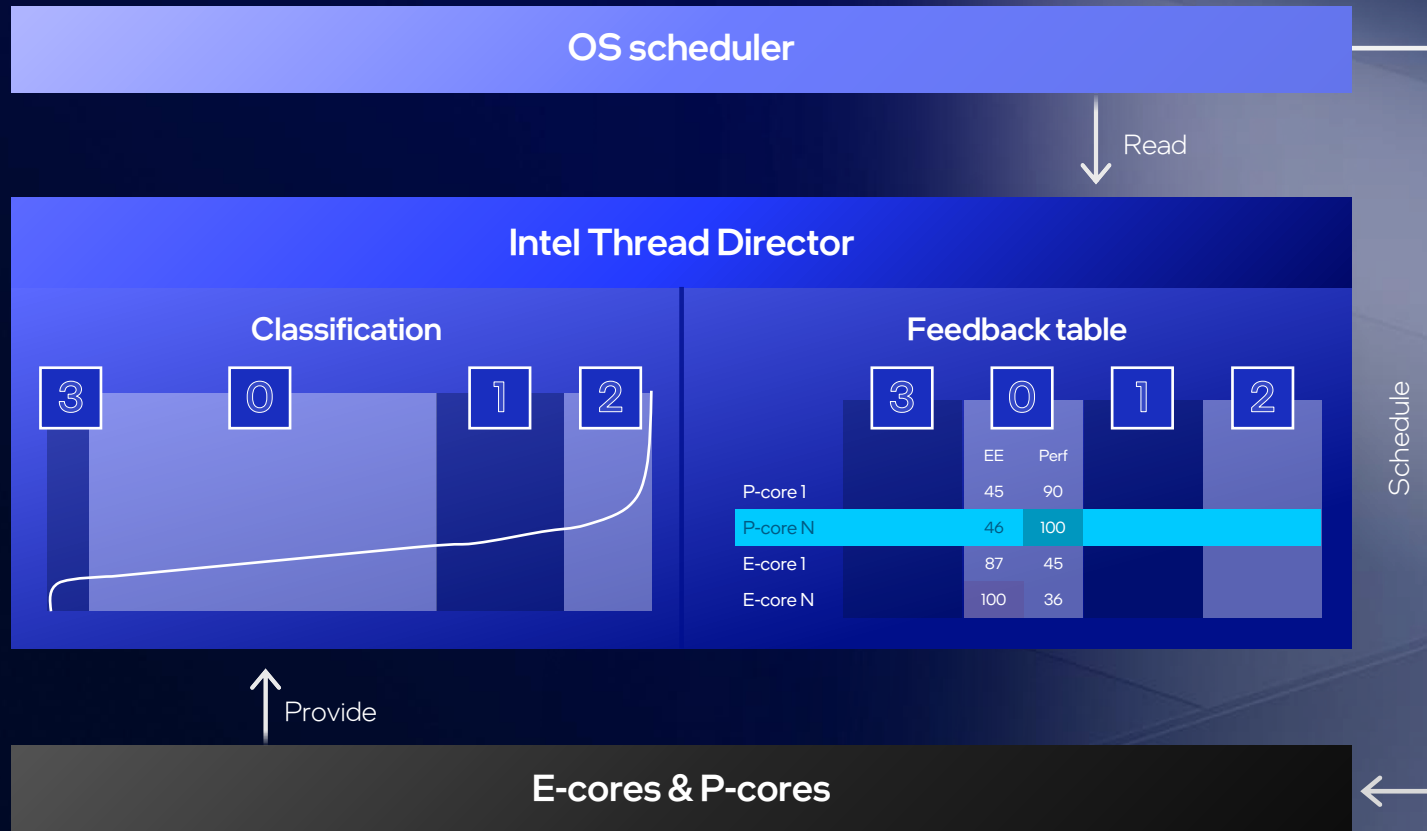 OS scheduler
Read
Intel Thread Director
Classification
3 0 1 2
Feedback table
3 0 1 2
EE Perf
P-core 1 45 90
P-core N 46 100
E-core 1 87 45
E-core N 100 36
Schedule
Provide
E-cores & P-cores